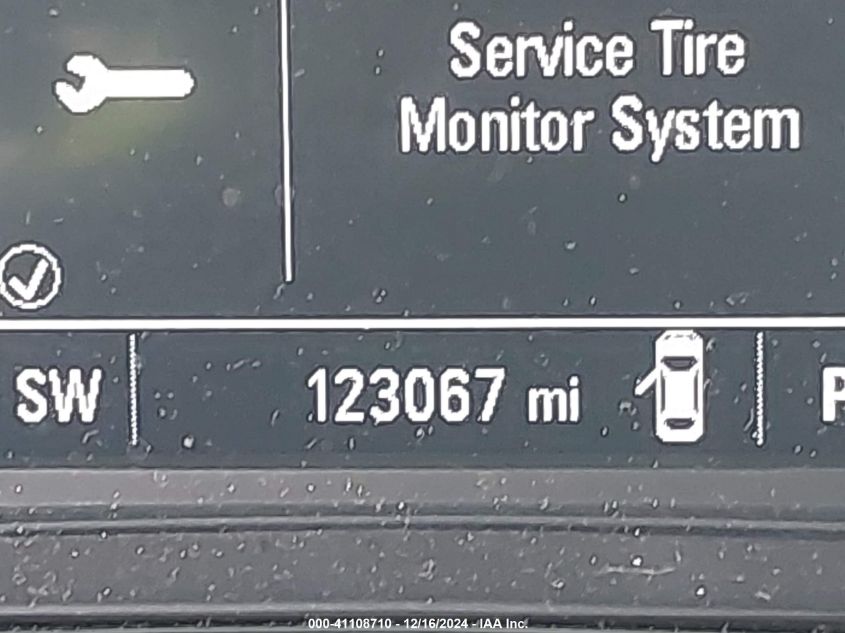 Service Tire
Monitor System
SW 123067 mi P
000-41108710 - 12/16/2024 - IAA Inc.